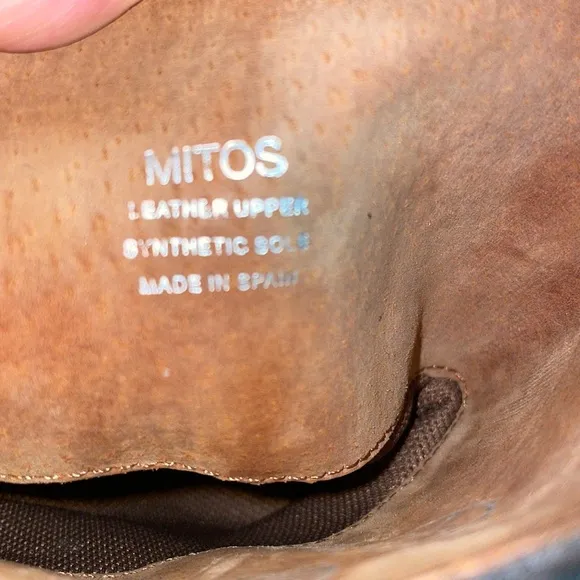 MITOS
LEATHER UPPER
SYNTHETIC SOLE
MADE IN SPAIN